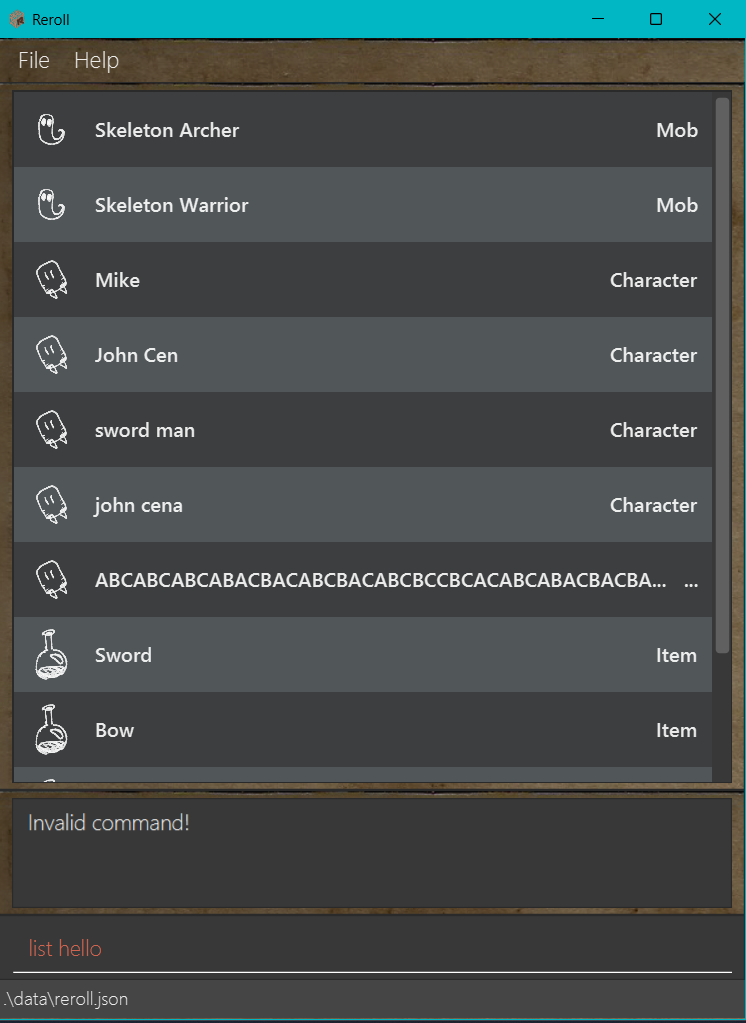 Reroll
File Help
Skeleton Archer Mob
Skeleton Warrior Mob
Mike Character
John Cen Character
sword man Character
john cena Character
ABCABCABCABACBACABCBACABCBCCBCACABCABACBACBA... ...
Sword Item
Bow Item
Invalid command!
list hello
.\data\reroll.json